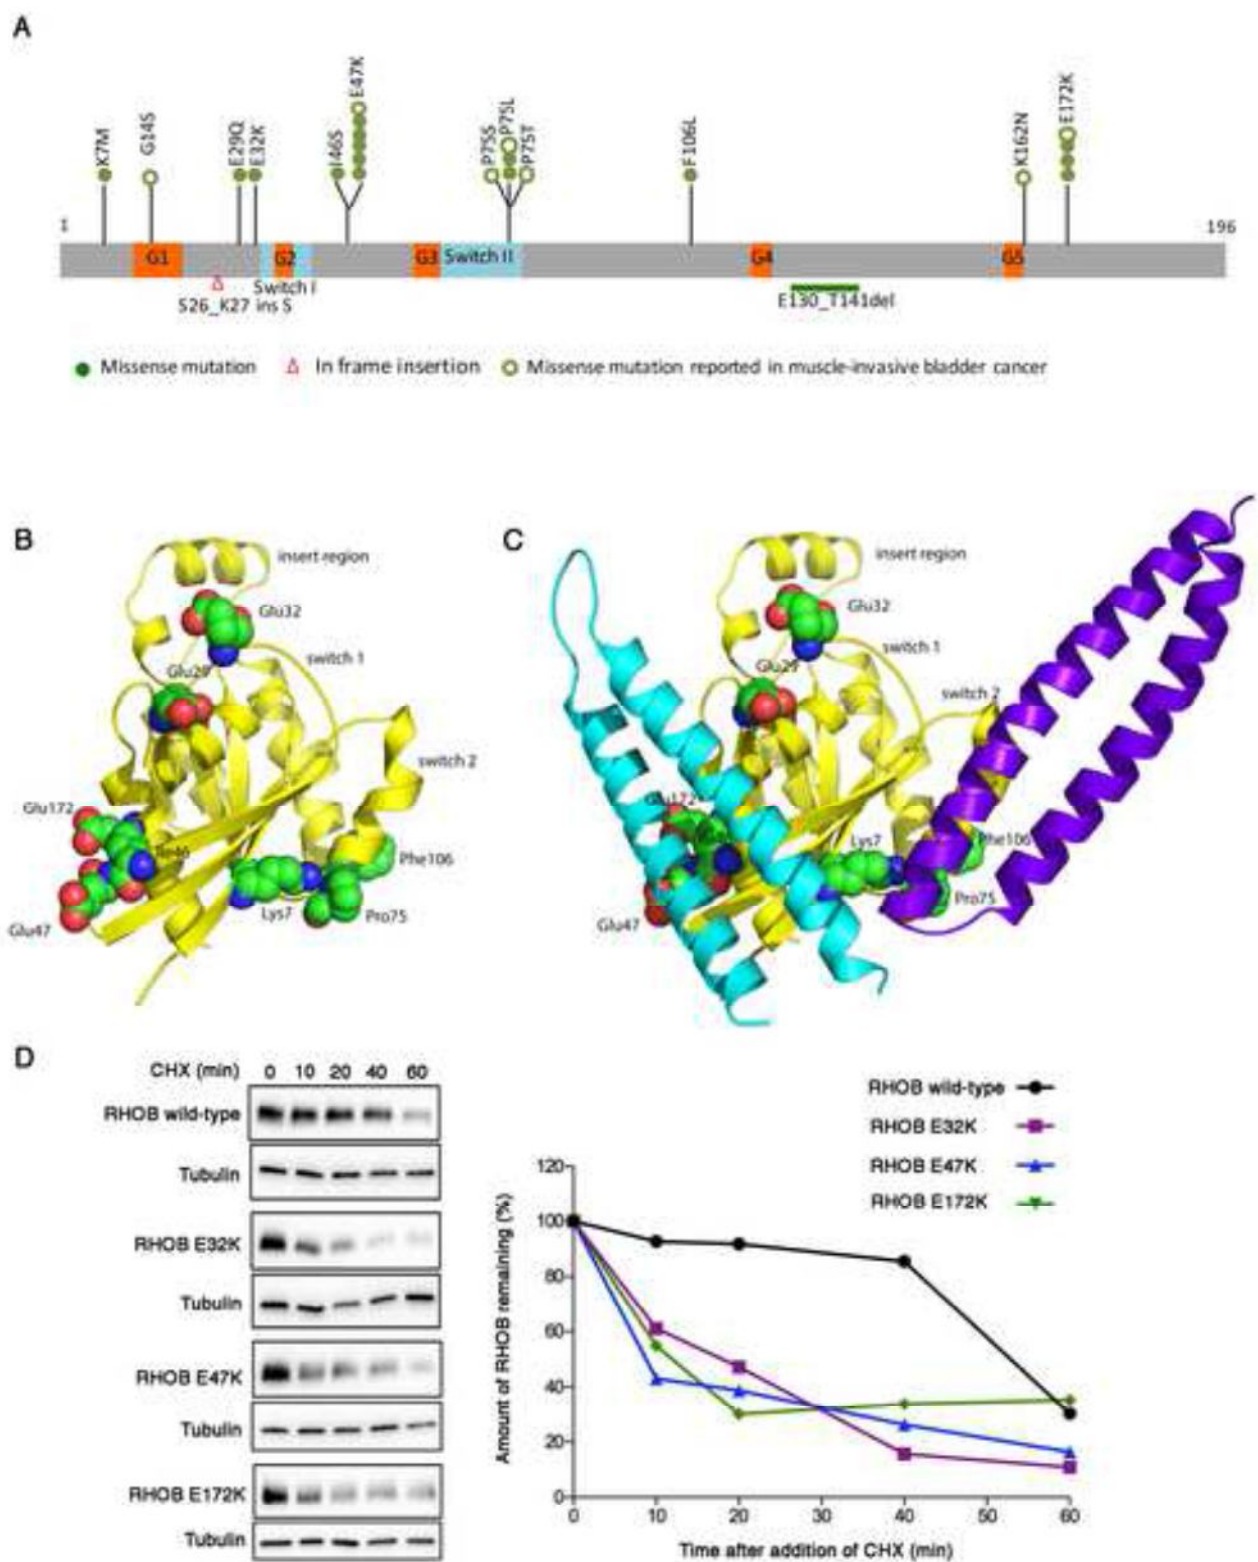 A
K7M
G14S
E29Q
E32K
I46S
E47K
P75S
P75L
P75T
F106L
K162N
E172K
1
196
G1
G2
G3
Switch II
G4
G5
Switch I
S26_K27 ins S
E130_T141del
Missense mutation
In frame insertion
Missense mutation reported in muscle-invasive bladder cancer
B
insert region
Glu32
switch 1
Glu29
switch 2
Glu172
Ile46
Phe106
Lys7
Pro75
Glu47
C
insert region
Glu32
switch 1
Glu29
switch 2
Glu172
Lys7
Phe106
Pro75
Glu47
D
CHX (min) 0 10 20 40 60
RHOB wild-type
Tubulin
RHOB E32K
Tubulin
RHOB E47K
Tubulin
RHOB E172K
Tubulin
RHOB wild-type
RHOB E32K
RHOB E47K
RHOB E172K
Amount of RHOB remaining (%)
120
100
80
60
40
20
0
0 10 20 30 40 50 60
Time after addition of CHX (min)